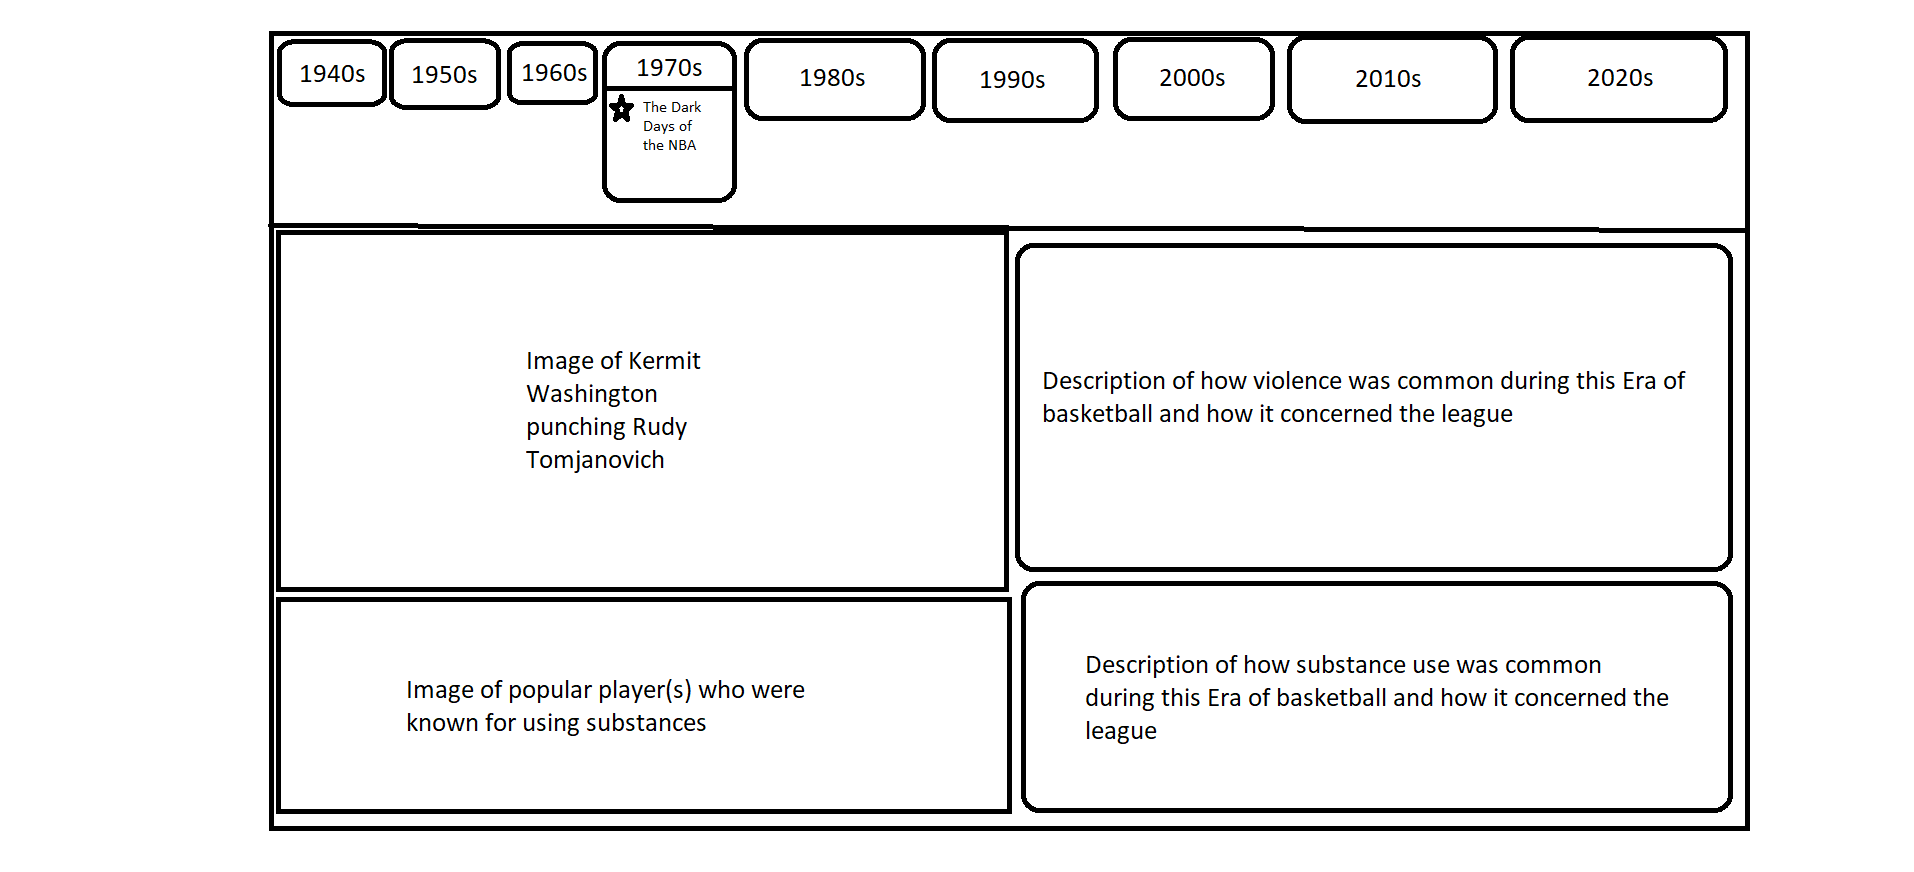 1940s
1950s
1960s
1970s
1980s
1990s
2000s
2010s
2020s
The Dark
Days of
the NBA
Image of Kermit
Washington
punching Rudy
Tomjanovich
Description of how violence was common during this Era of
basketball and how it concerned the league
Image of popular player(s) who were
known for using substances
Description of how substance use was common
during this Era of basketball and how it concerned the
league